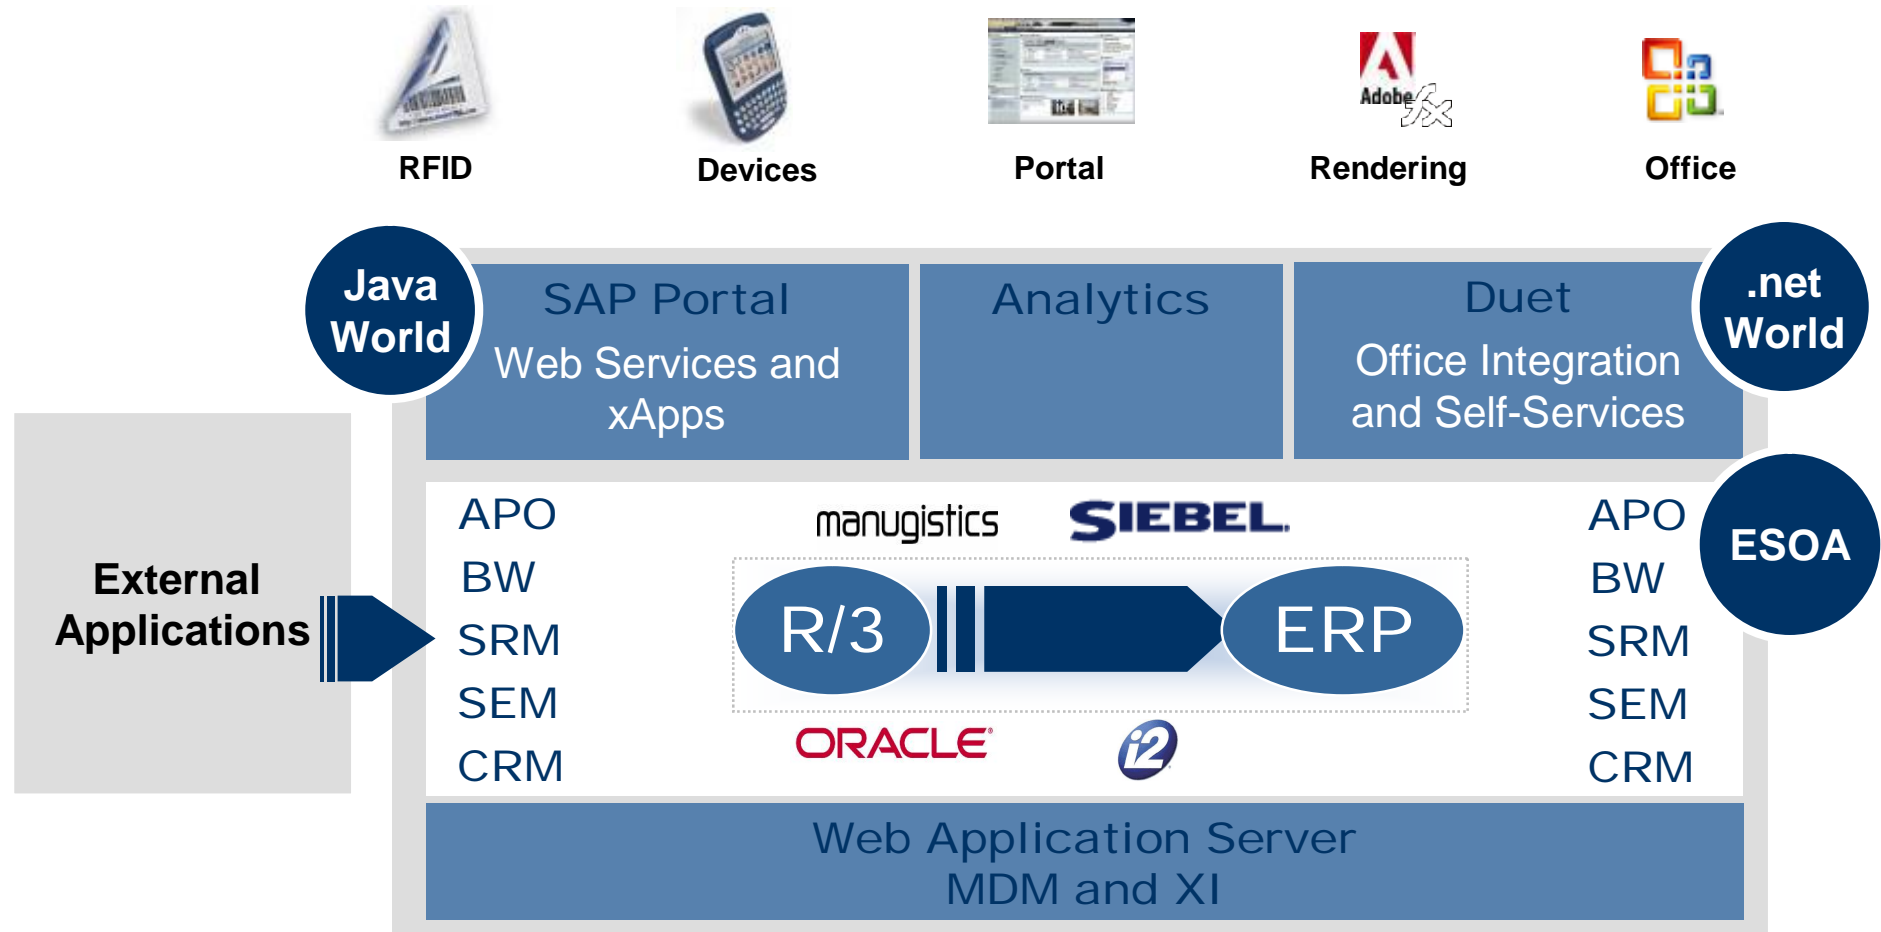 Adobe
RFID
Devices
Portal
Rendering
Office
Java
World
SAP Portal
Web Services and
xApps
Analytics
Duet
Office Integration
and Self-Services
.net
World
External
Applications
APO
BW
SRM
SEM
CRM
manugistics
SIEBEL.
R/3
ERP
ORACLE®
i2
APO
BW
SRM
SEM
CRM
ESOA
Web Application Server
MDM and XI